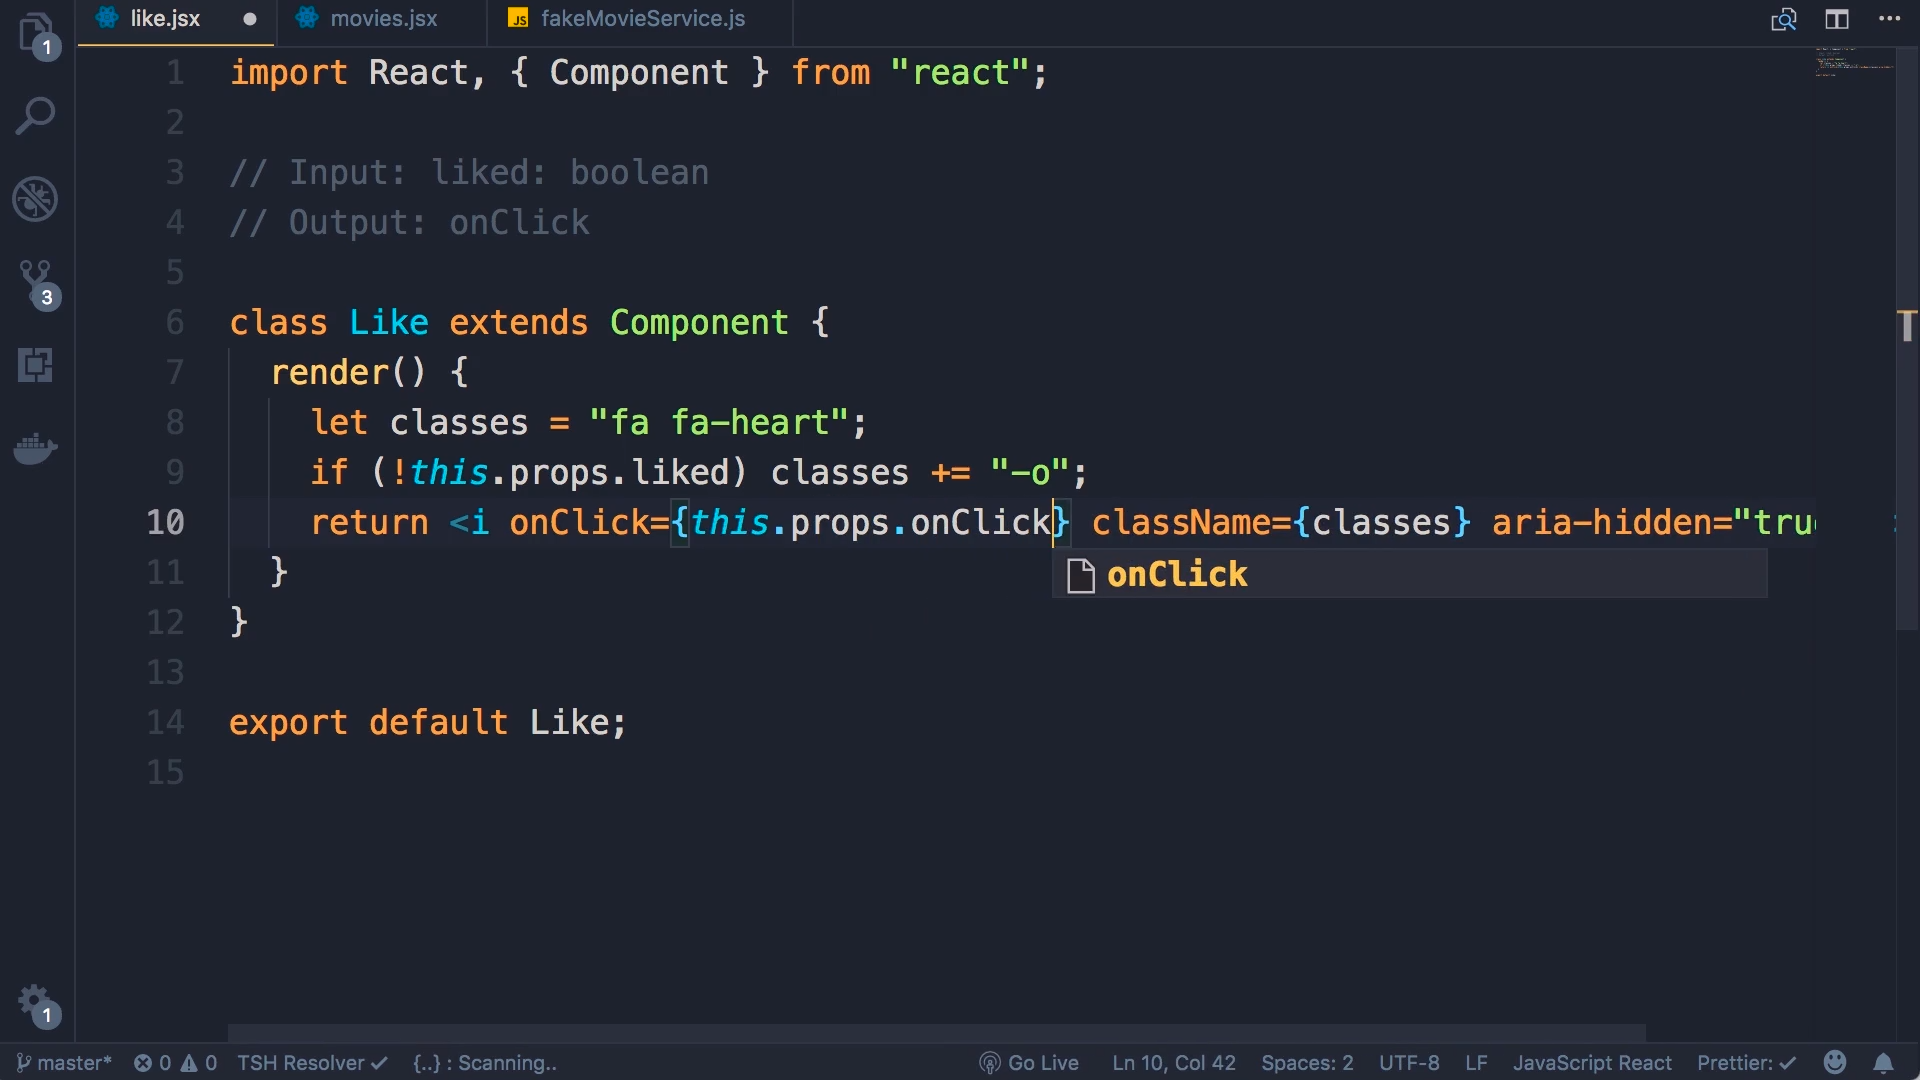 like.jsx movies.jsx JS fakeMovieService.js
1 import React, { Component } from "react";
2
3 // Input: liked: boolean
4 // Output: onClick
5
6 class Like extends Component {
7 render() {
8 let classes = "fa fa-heart";
9 if (!this.props.liked) classes += "-o";
10 return <i onClick={this.props.onClick} className={classes} aria-hidden="tru
onClick
11 }
12 }
13
14 export default Like;
15
1
3
1
master* 0 0 TSH Resolver ✓ {..} : Scanning.. Go Live Ln 10, Col 42 Spaces: 2 UTF-8 LF JavaScript React Prettier: ✓